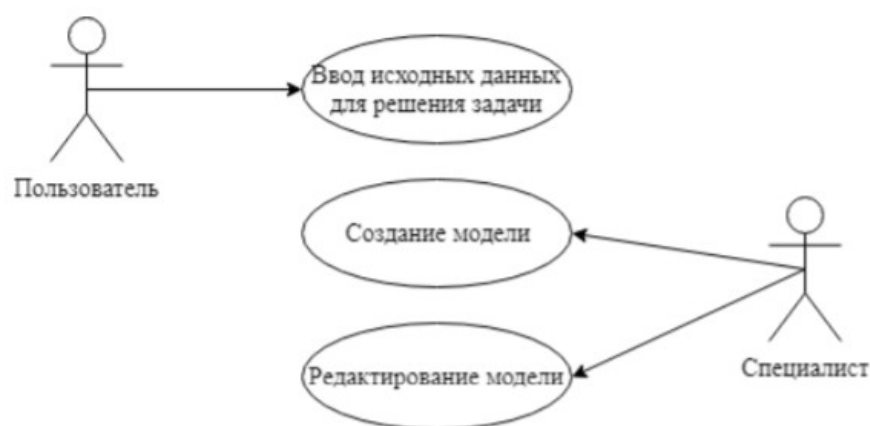 Ввод исходных данных
для решения задачи
Пользователь
Создание модели
Редактирование модели
Специалист